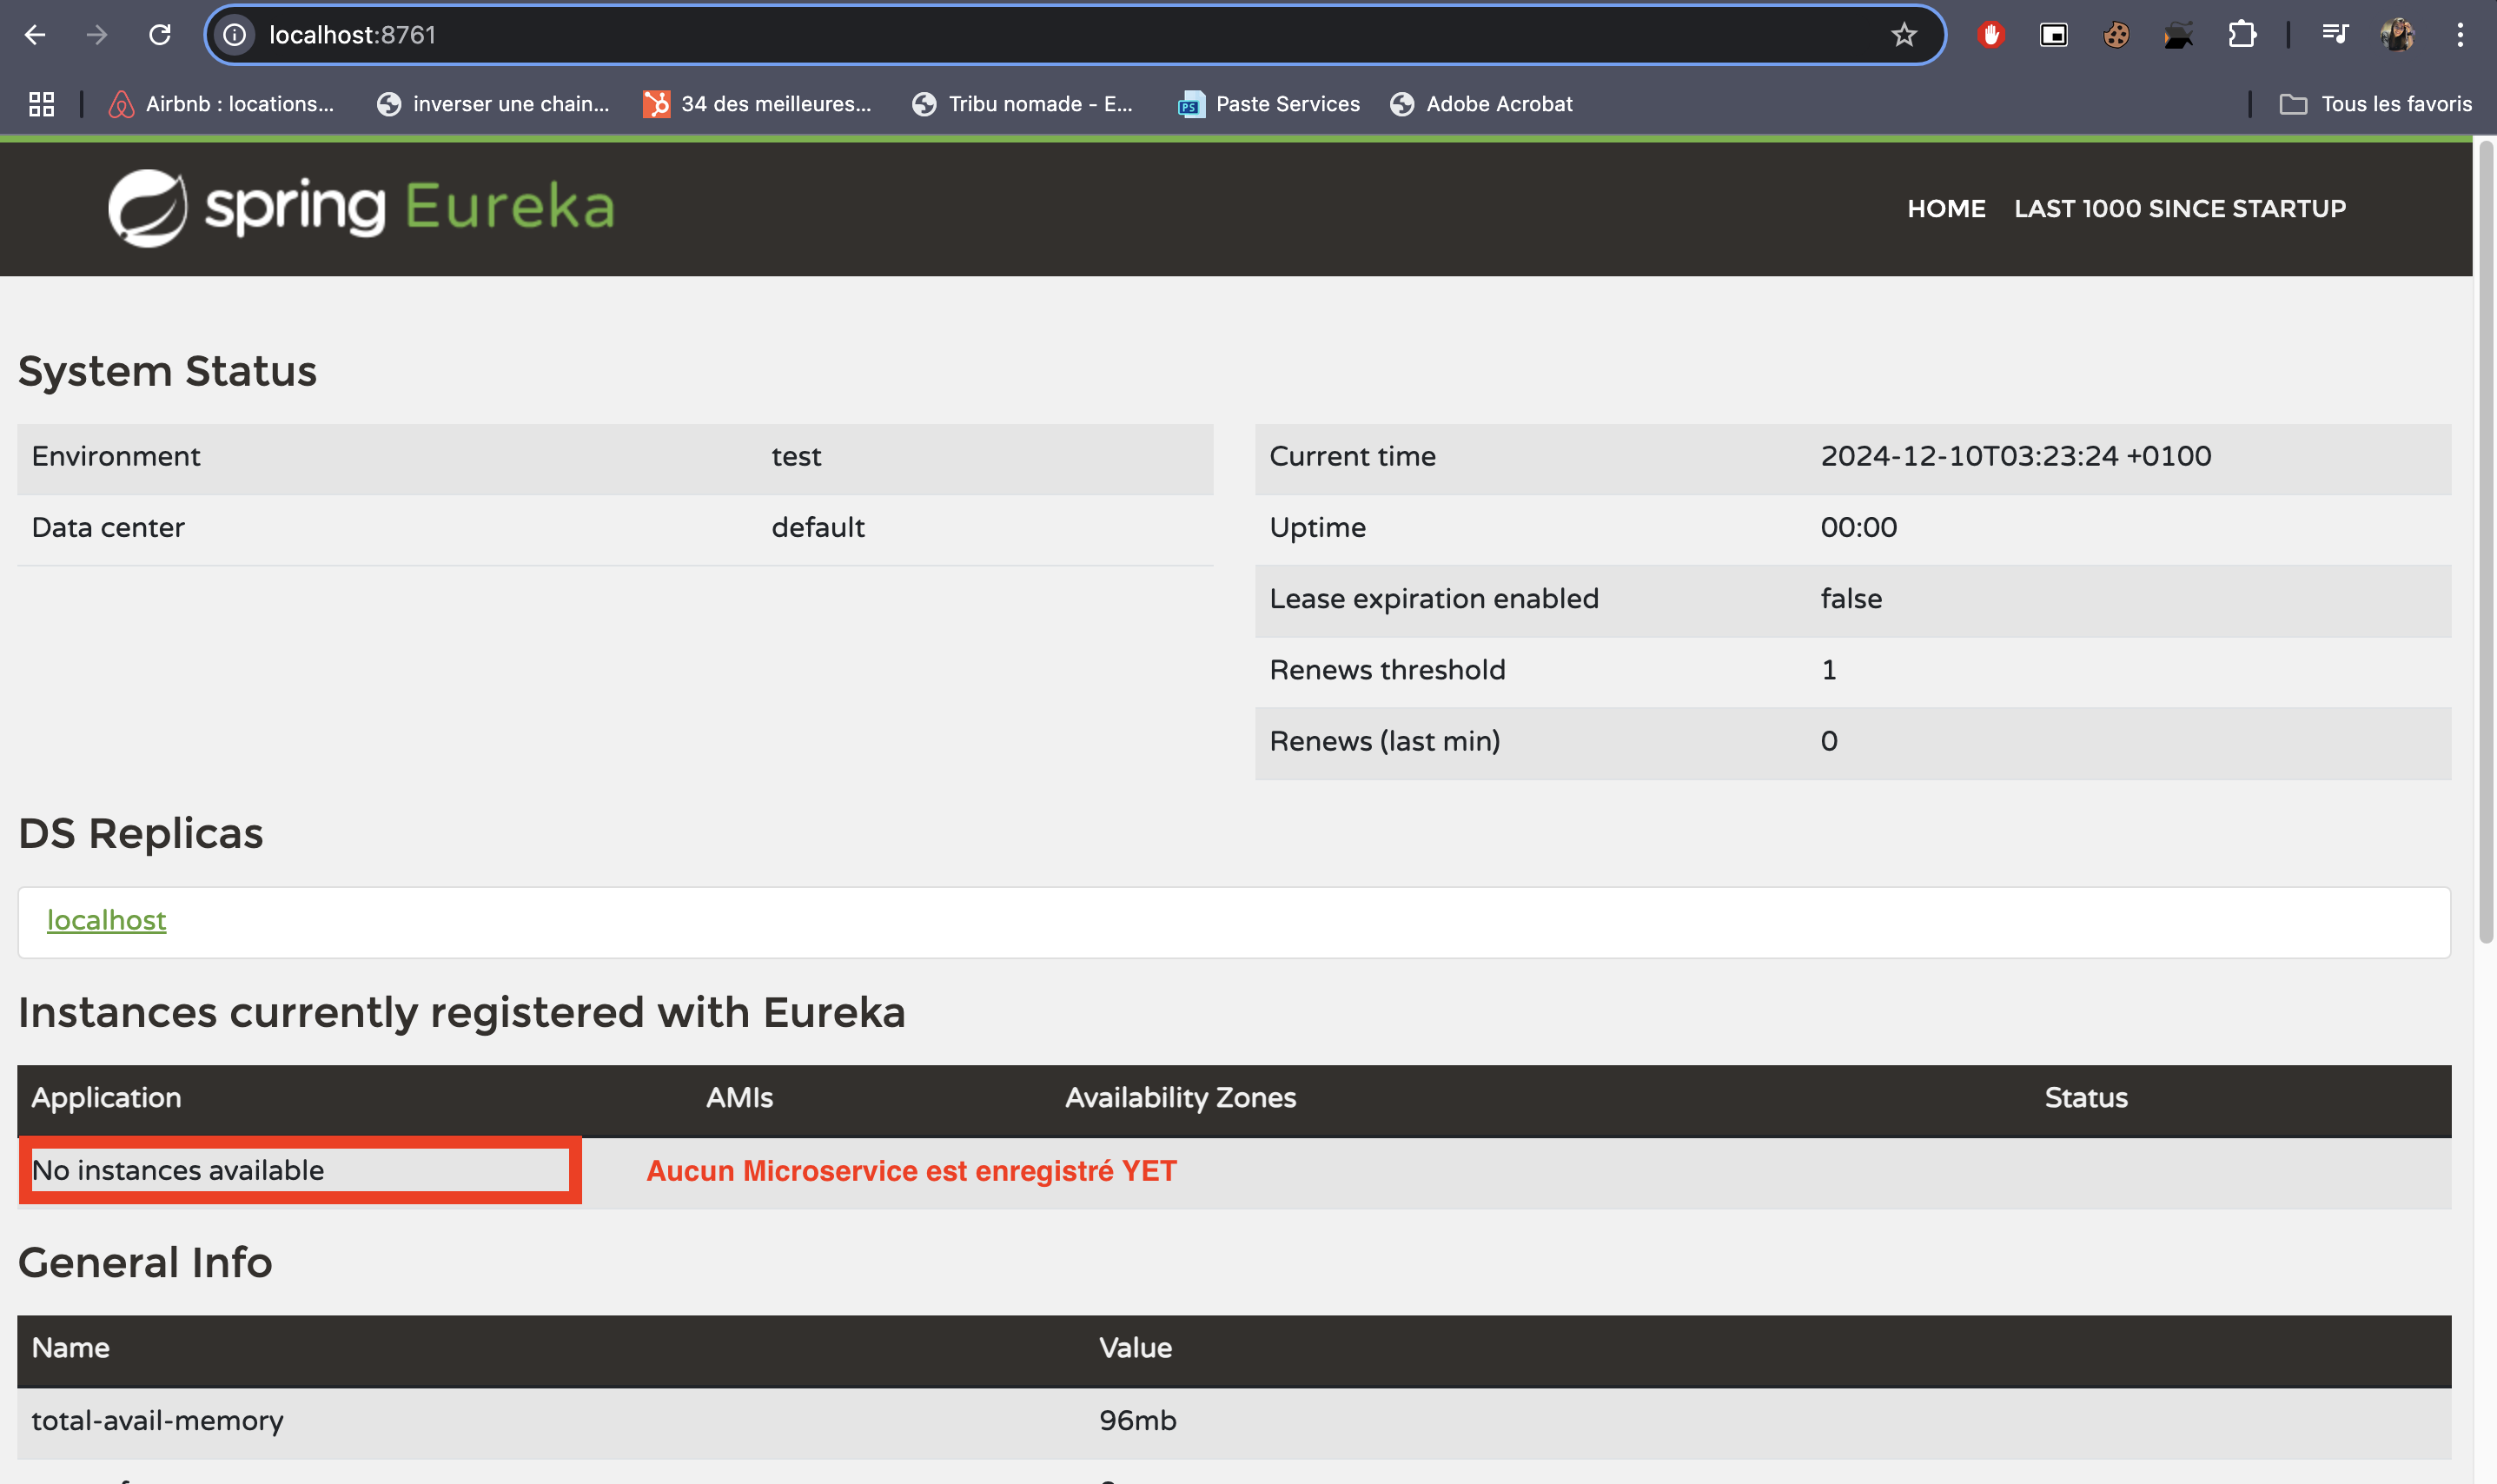 localhost:8761
Airbnb : locations...
inverser une chain...
34 des meilleures...
Tribu nomade - E...
Paste Services
Adobe Acrobat
Tous les favoris
spring Eureka
HOME
LAST 1000 SINCE STARTUP
System Status
Environment test
Data center default
Current time 2024-12-10T03:23:24 +0100
Uptime 00:00
Lease expiration enabled false
Renews threshold 1
Renews (last min) 0
DS Replicas
localhost
Instances currently registered with Eureka
Application AMIs Availability Zones Status
No instances available Aucun Microservice est enregistré YET
General Info
Name Value
total-avail-memory 96mb